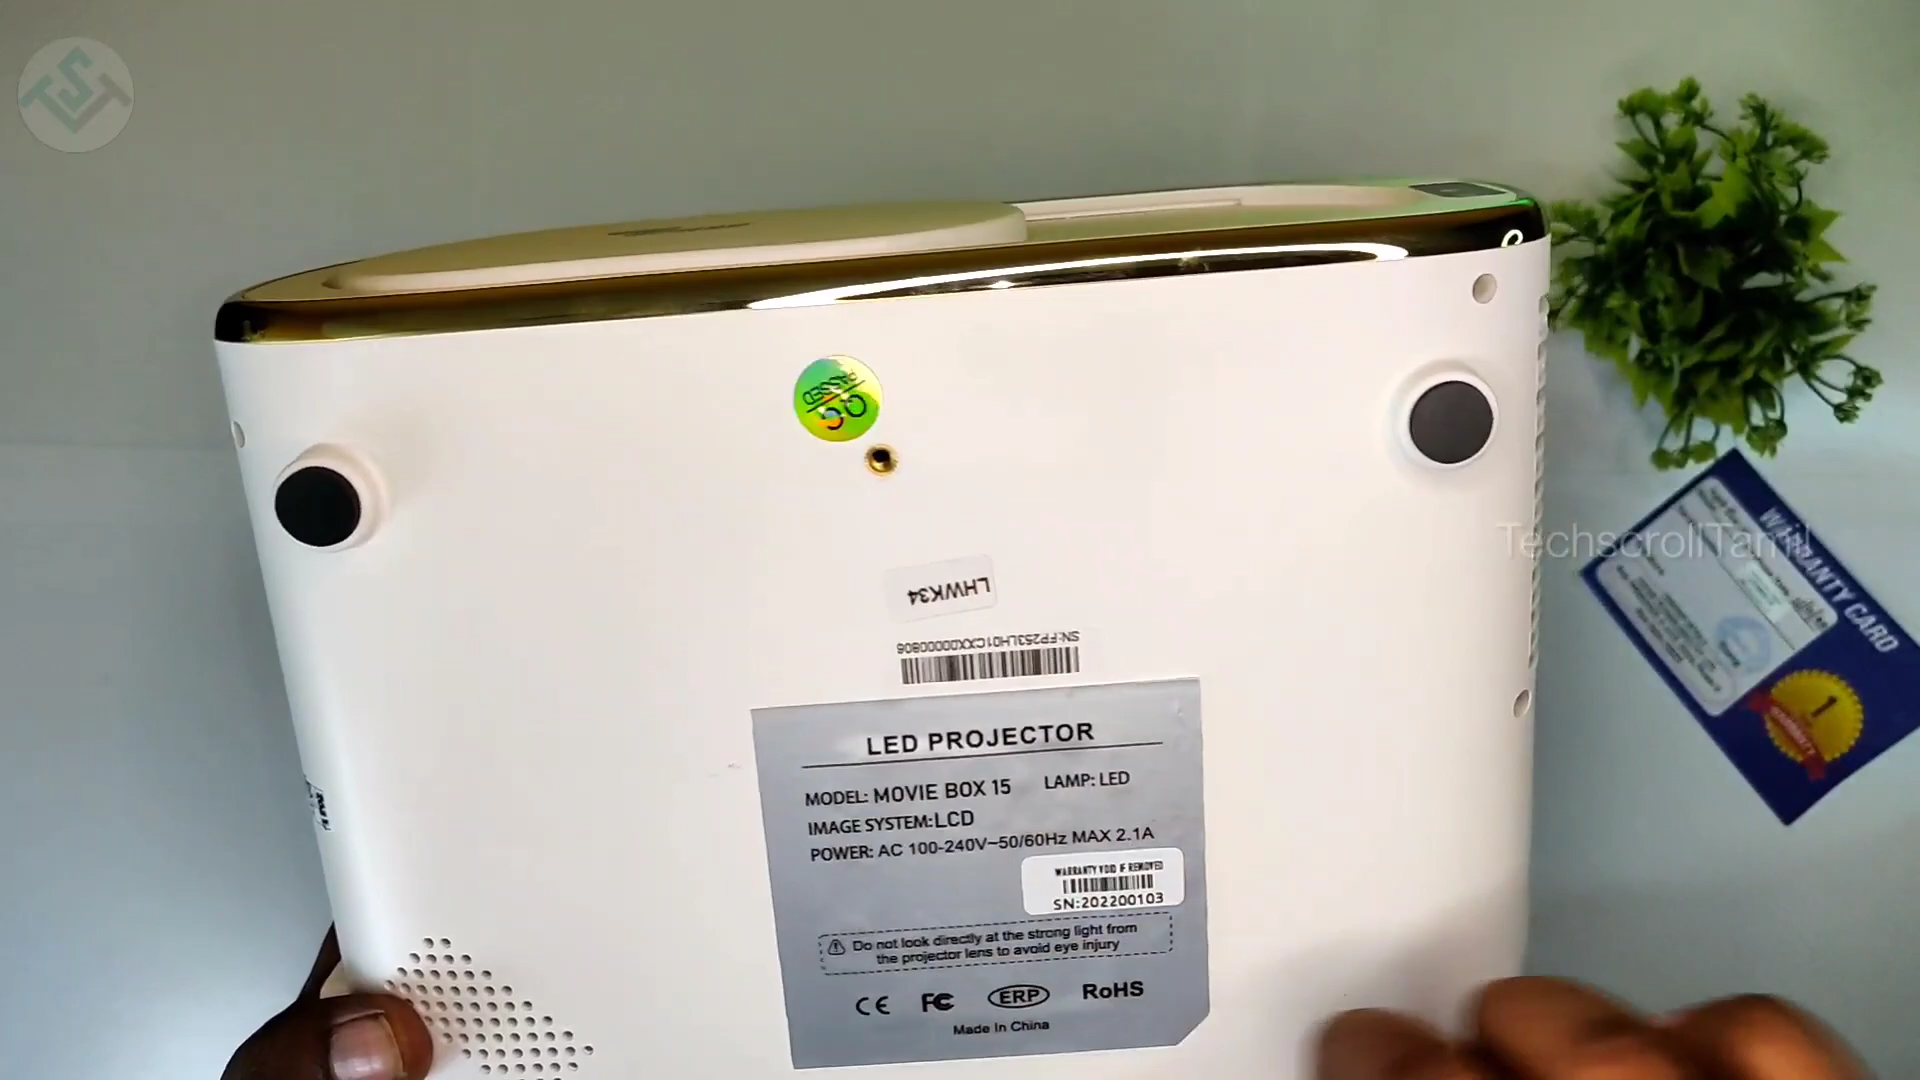 QC
PASSED
LHWK34
SN:FP253LH01CXXD0000806
LED PROJECTOR
MODEL: MOVIE BOX 15 LAMP: LED
IMAGE SYSTEM:LCD
POWER: AC 100-240V~50/60Hz MAX 2.1A
WARRANTY VOID IF REMOVED
SN:202200103
Do not look directly at the strong light from
the projector lens to avoid eye injury
CE FC ERP RoHS
Made In China
TechscrollTamil
WARRANTY CARD
1